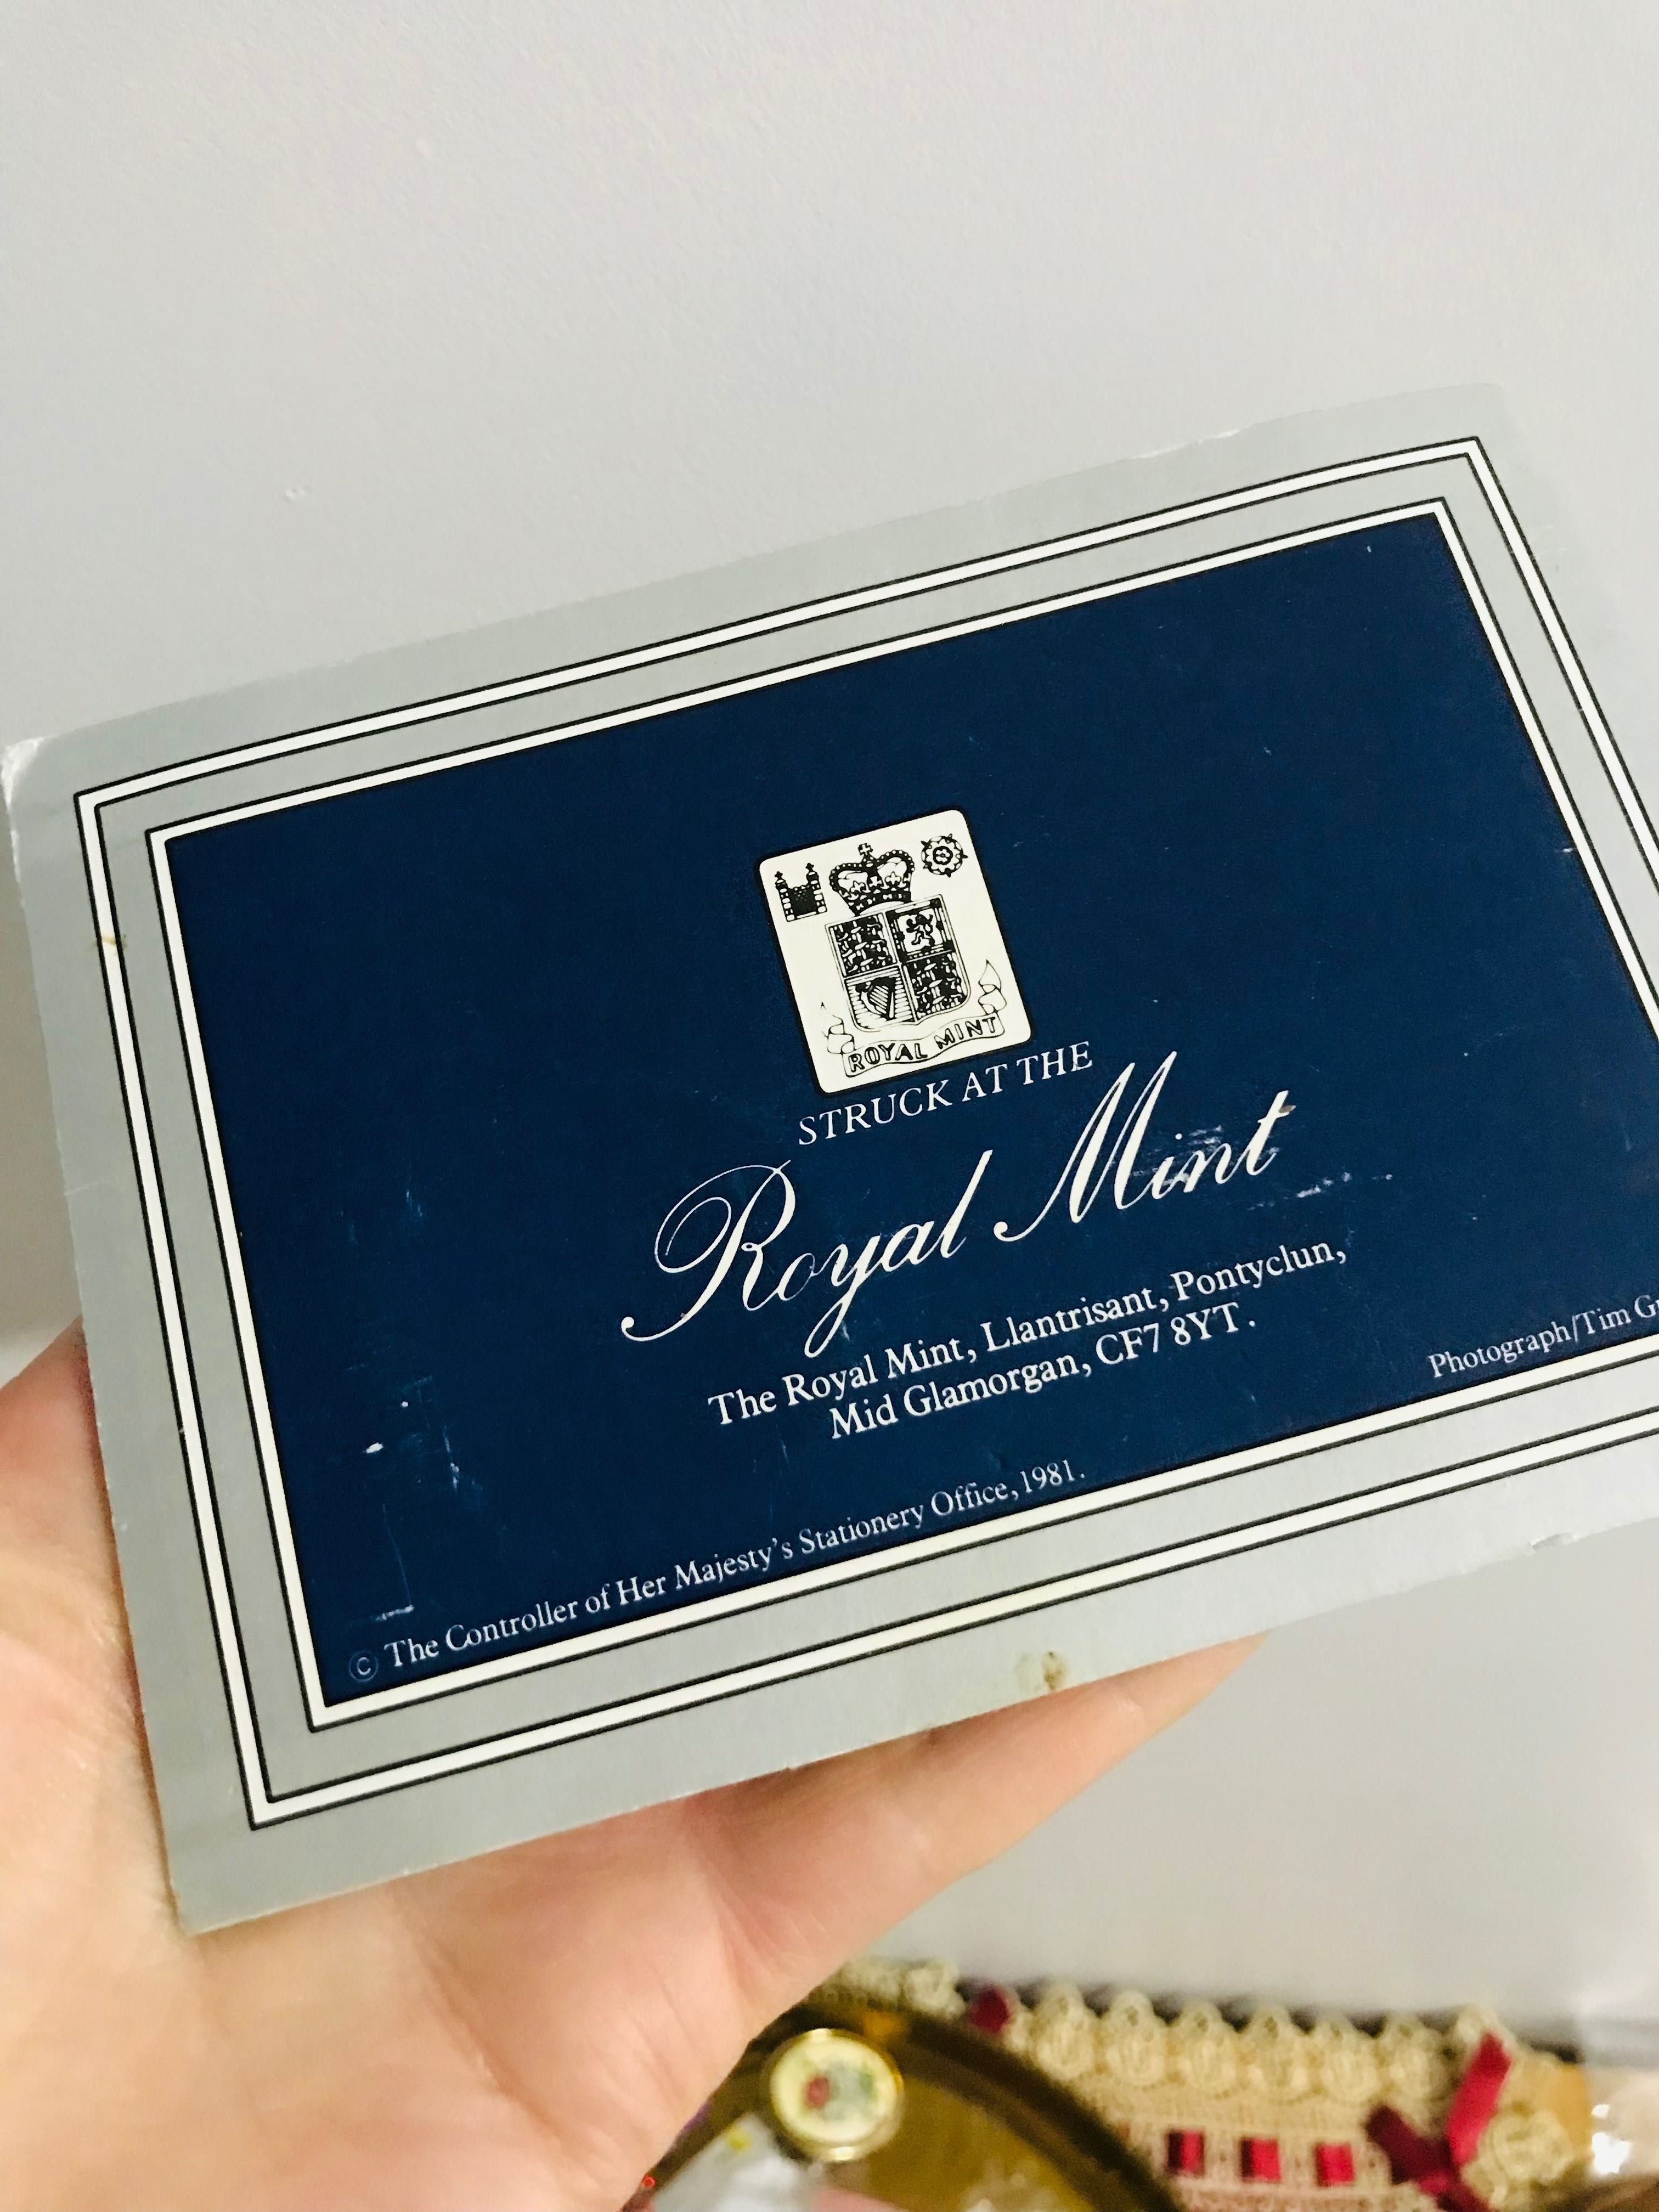 ROYAL MINT
STRUCK AT THE
Royal Mint
The Royal Mint, Llantrisant, Pontyclun,
Mid Glamorgan, CF7 8YT.
Photograph/Tim
© The Controller of Her Majesty's Stationery Office, 1981.